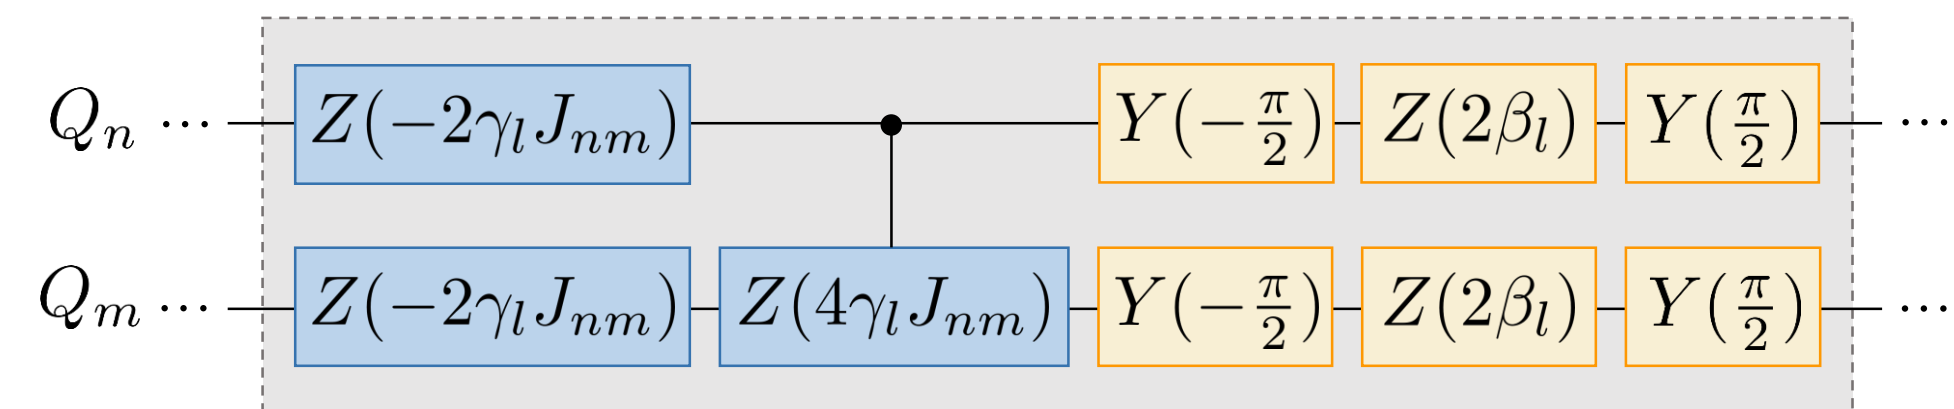 Qₙ ··· Z(−2γₗJₙₘ) Y(−π/2) Z(2βₗ) Y(π/2) ···
Qₘ ··· Z(−2γₗJₙₘ) Z(4γₗJₙₘ) Y(−π/2) Z(2βₗ) Y(π/2) ···